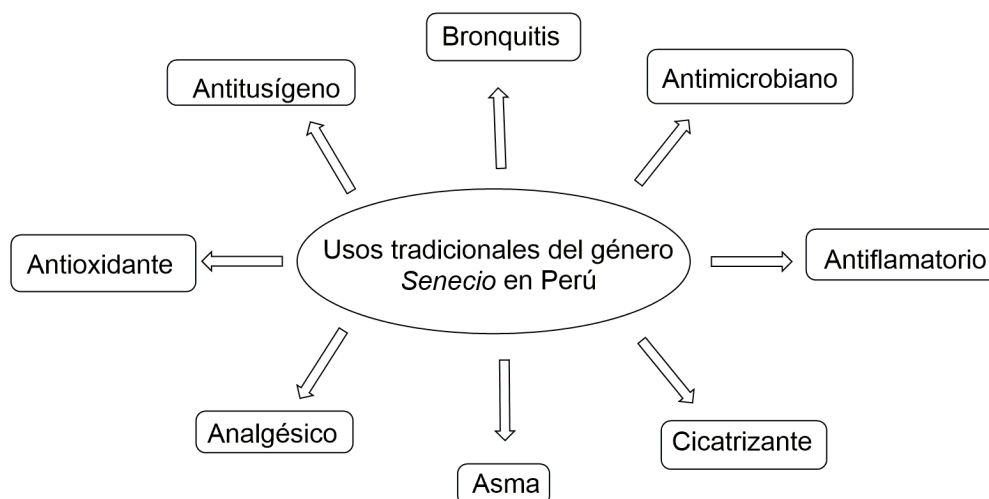 Bronquitis
Antitusígeno
Antimicrobiano
Usos tradicionales del género
Senecio en Perú
Antioxidante
Antiflamatorio
Analgésico
Cicatrizante
Asma